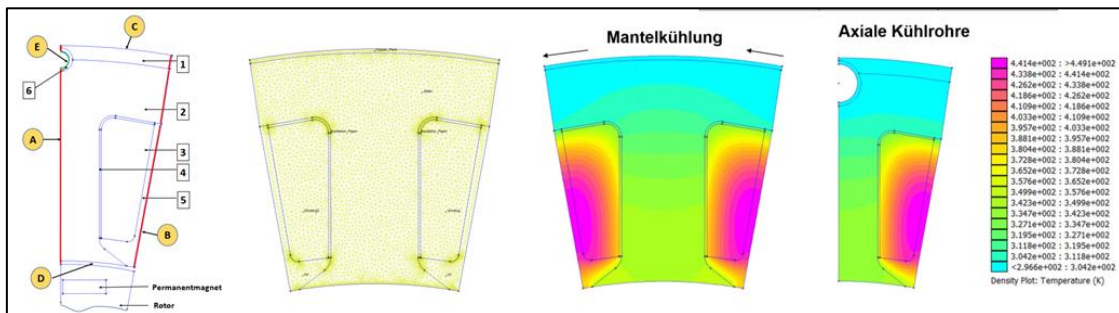 C
E
1
6
2
A
3
4
5
B
D
Permanentmagnet
Rotor
Mantelkühlung
Axiale Kühlrohre
4.414e+002 : >4.491e+002
4.338e+002 : 4.414e+002
4.262e+002 : 4.338e+002
4.186e+002 : 4.262e+002
4.109e+002 : 4.186e+002
4.033e+002 : 4.109e+002
3.957e+002 : 4.033e+002
3.881e+002 : 3.957e+002
3.804e+002 : 3.881e+002
3.728e+002 : 3.804e+002
3.652e+002 : 3.728e+002
3.576e+002 : 3.652e+002
3.499e+002 : 3.576e+002
3.423e+002 : 3.499e+002
3.347e+002 : 3.423e+002
3.271e+002 : 3.347e+002
3.195e+002 : 3.271e+002
3.118e+002 : 3.195e+002
3.042e+002 : 3.118e+002
<2.966e+002 : 3.042e+002
Density Plot: Temperature (K)